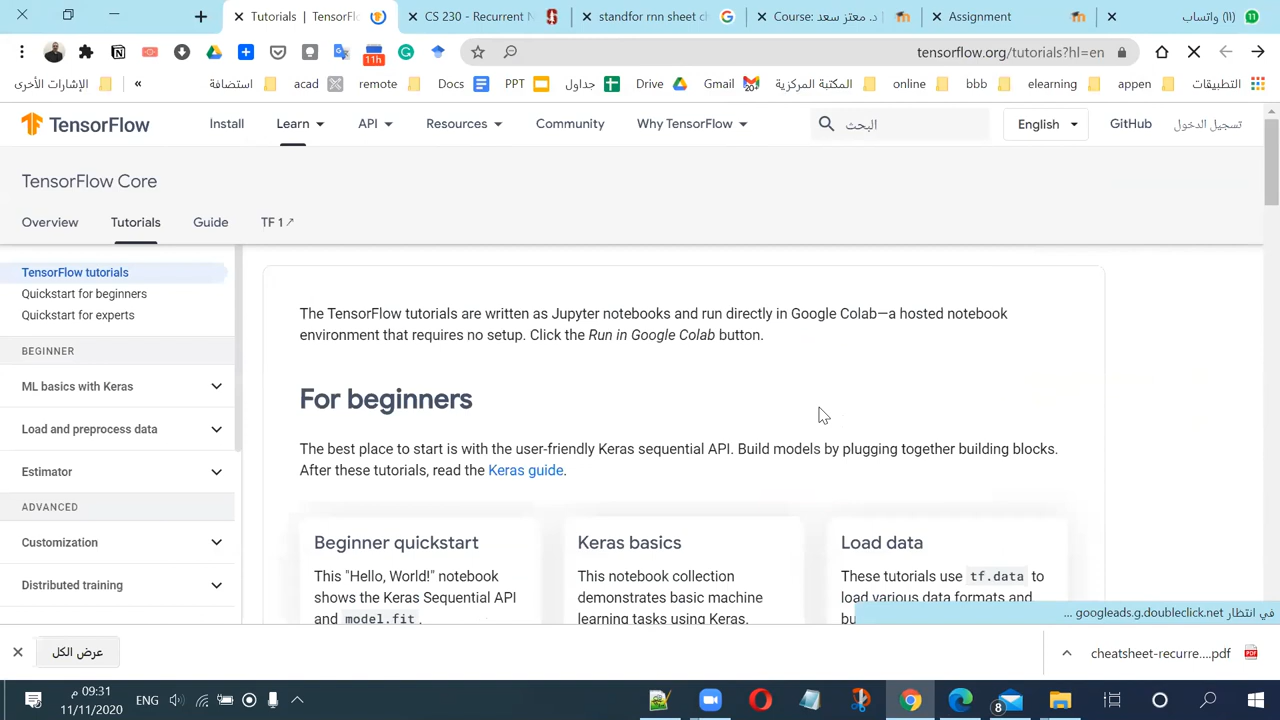 Tutorials | TensorFl
CS 230 - Recurrent N
standfor rnn sheet ch
Course: د. معتز سعد
Assignment
(11) واتساب
11
tensorflow.org/tutorials?hl=en
11h
الإشارات الأخرى
«
استضافة
acad
remote
Docs
PPT
جداول
Drive
Gmail
المكتبة المركزية
online
bbb
elearning
appen
التطبيقات
TensorFlow
Install
Learn
API
Resources
Community
Why TensorFlow
البحث
English
GitHub
تسجيل الدخول
TensorFlow Core
Overview
Tutorials
Guide
TF 1
TensorFlow tutorials
Quickstart for beginners
Quickstart for experts
BEGINNER
ML basics with Keras
Load and preprocess data
Estimator
ADVANCED
Customization
Distributed training
The TensorFlow tutorials are written as Jupyter notebooks and run directly in Google Colab—a hosted notebook
environment that requires no setup. Click the Run in Google Colab button.
For beginners
The best place to start is with the user-friendly Keras sequential API. Build models by plugging together building blocks.
After these tutorials, read the Keras guide.
Beginner quickstart
This "Hello, World!" notebook
shows the Keras Sequential API
and model.fit.
Keras basics
This notebook collection
demonstrates basic machine
learning tasks using Keras.
Load data
These tutorials use tf.data to
load various data formats and
bu
في انتظار googleads.g.doubleclick.net ...
عرض الكل
cheatsheet-recurre....pdf
09:31 م
11/11/2020
ENG
8